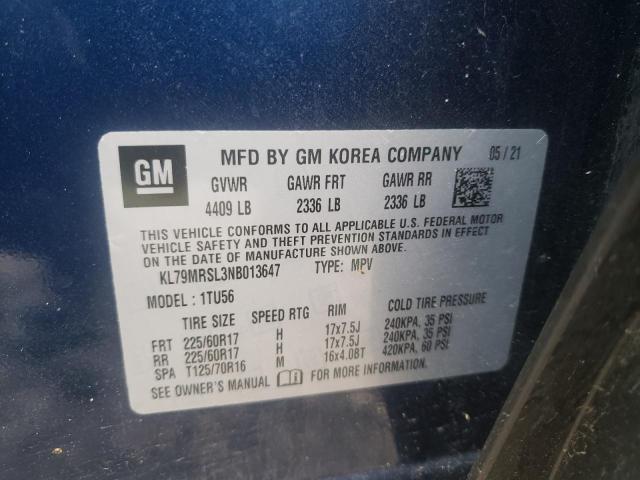 GM MFD BY GM KOREA COMPANY 05 / 21
GVWR GAWR FRT GAWR RR
4409 LB 2336 LB 2336 LB
THIS VEHICLE CONFORMS TO ALL APPLICABLE U.S. FEDERAL MOTOR
VEHICLE SAFETY AND THEFT PREVENTION STANDARDS IN EFFECT
ON THE DATE OF MANUFACTURE SHOWN ABOVE.
KL79MRSL3NB013647 TYPE: MPV
MODEL : 1TU56
TIRE SIZE SPEED RTG RIM COLD TIRE PRESSURE
FRT 225/60R17 H 17x7.5J 240KPA, 35 PSI
RR 225/60R17 H 17x7.5J 240KPA, 35 PSI
SPA T125/70R16 M 16x4.0BT 420KPA, 60 PSI
SEE OWNER'S MANUAL FOR MORE INFORMATION.